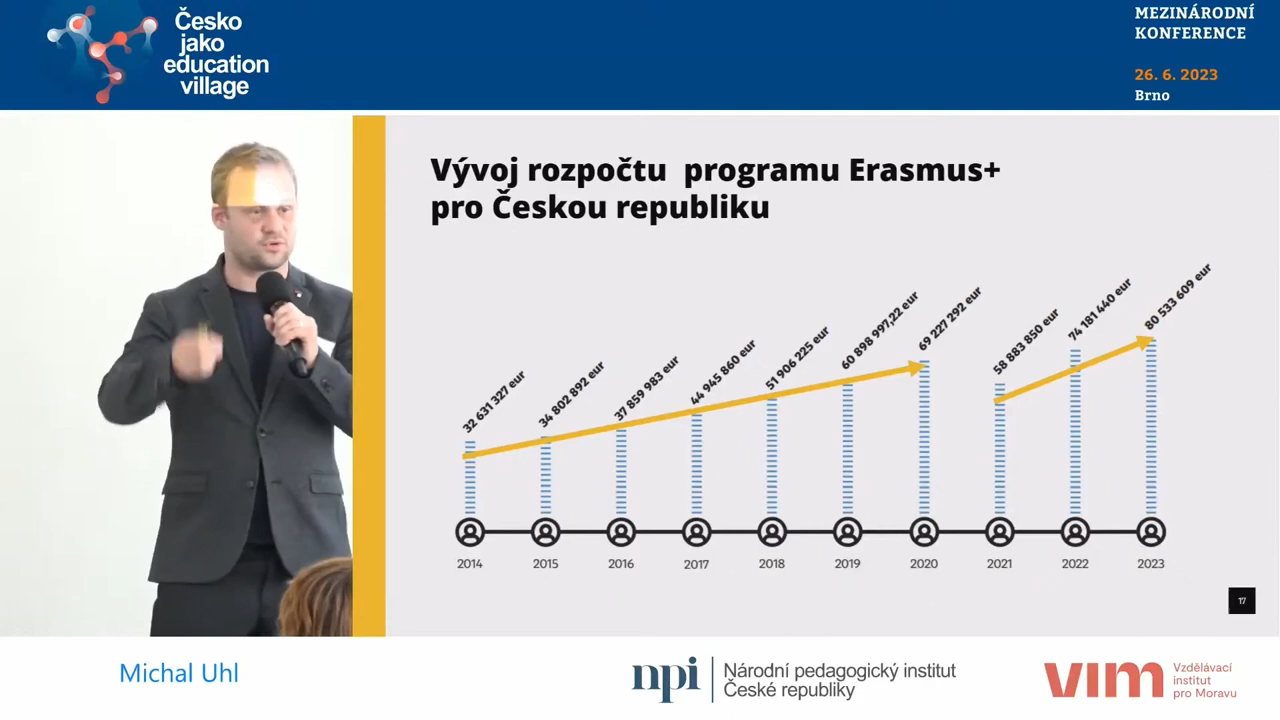 Česko
jako
education
village
MEZINÁRODNÍ
KONFERENCE
26. 6. 2023
Brno
Vývoj rozpočtu programu Erasmus+
pro Českou republiku
32 631 327 eur
34 802 892 eur
37 859 983 eur
44 945 860 eur
51 906 225 eur
60 898 997,22 eur
69 227 292 eur
58 883 850 eur
74 181 440 eur
80 533 609 eur
2014
2015
2016
2017
2018
2019
2020
2021
2022
2023
17
Michal Uhl
npi
Národní pedagogický institut
České republiky
vim
Vzdělávací
institut
pro Moravu